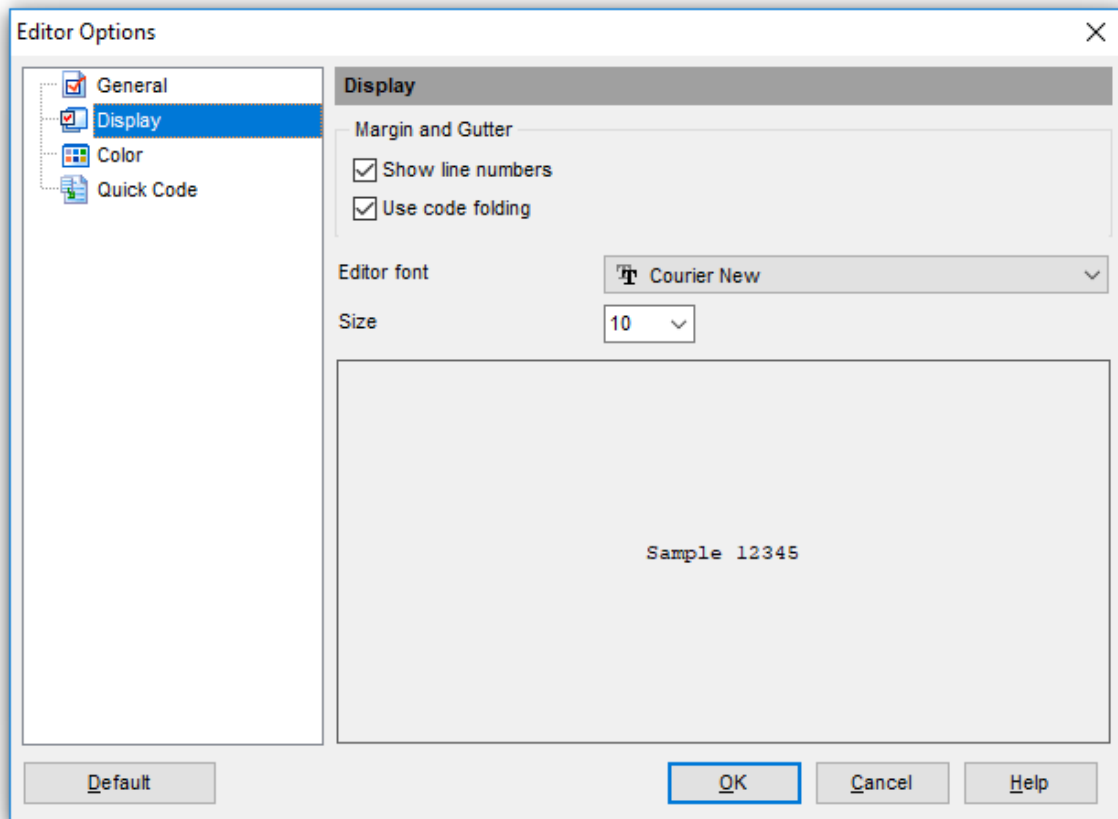 Editor Options
General
Display
Color
Quick Code
Display
Margin and Gutter
Show line numbers
Use code folding
Editor font
Courier New
Size
10
Sample 12345
Default
OK
Cancel
Help